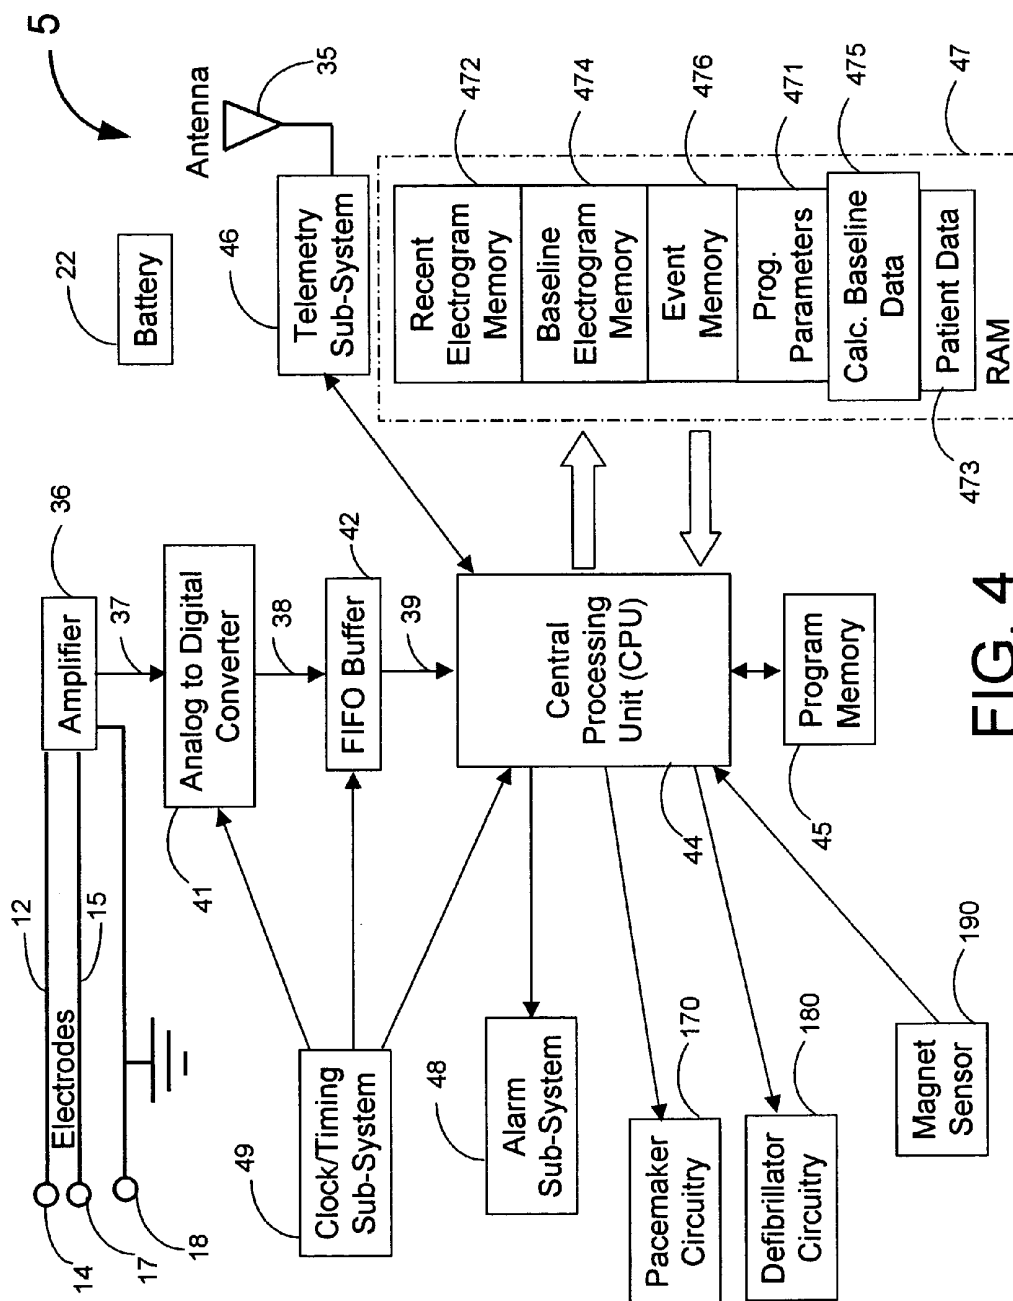 5
Antenna
35
22
Battery
46
Telemetry
Sub-System
36
Amplifier
37
12
15
Electrodes
14
17
18
Analog to Digital
Converter
41
38
42
FIFO Buffer
39
Clock/Timing
Sub-System
49
Central
Processing
Unit (CPU)
44
Alarm
Sub-System
48
Pacemaker
Circuitry
170
Defibrillator
Circuitry
180
Magnet
Sensor
190
Program
Memory
45
Recent
Electrogram
Memory
472
Baseline
Electrogram
Memory
474
Event
Memory
476
Prog.
Parameters
471
Calc. Baseline
Data
475
Patient Data
473
RAM
47
FIG. 4